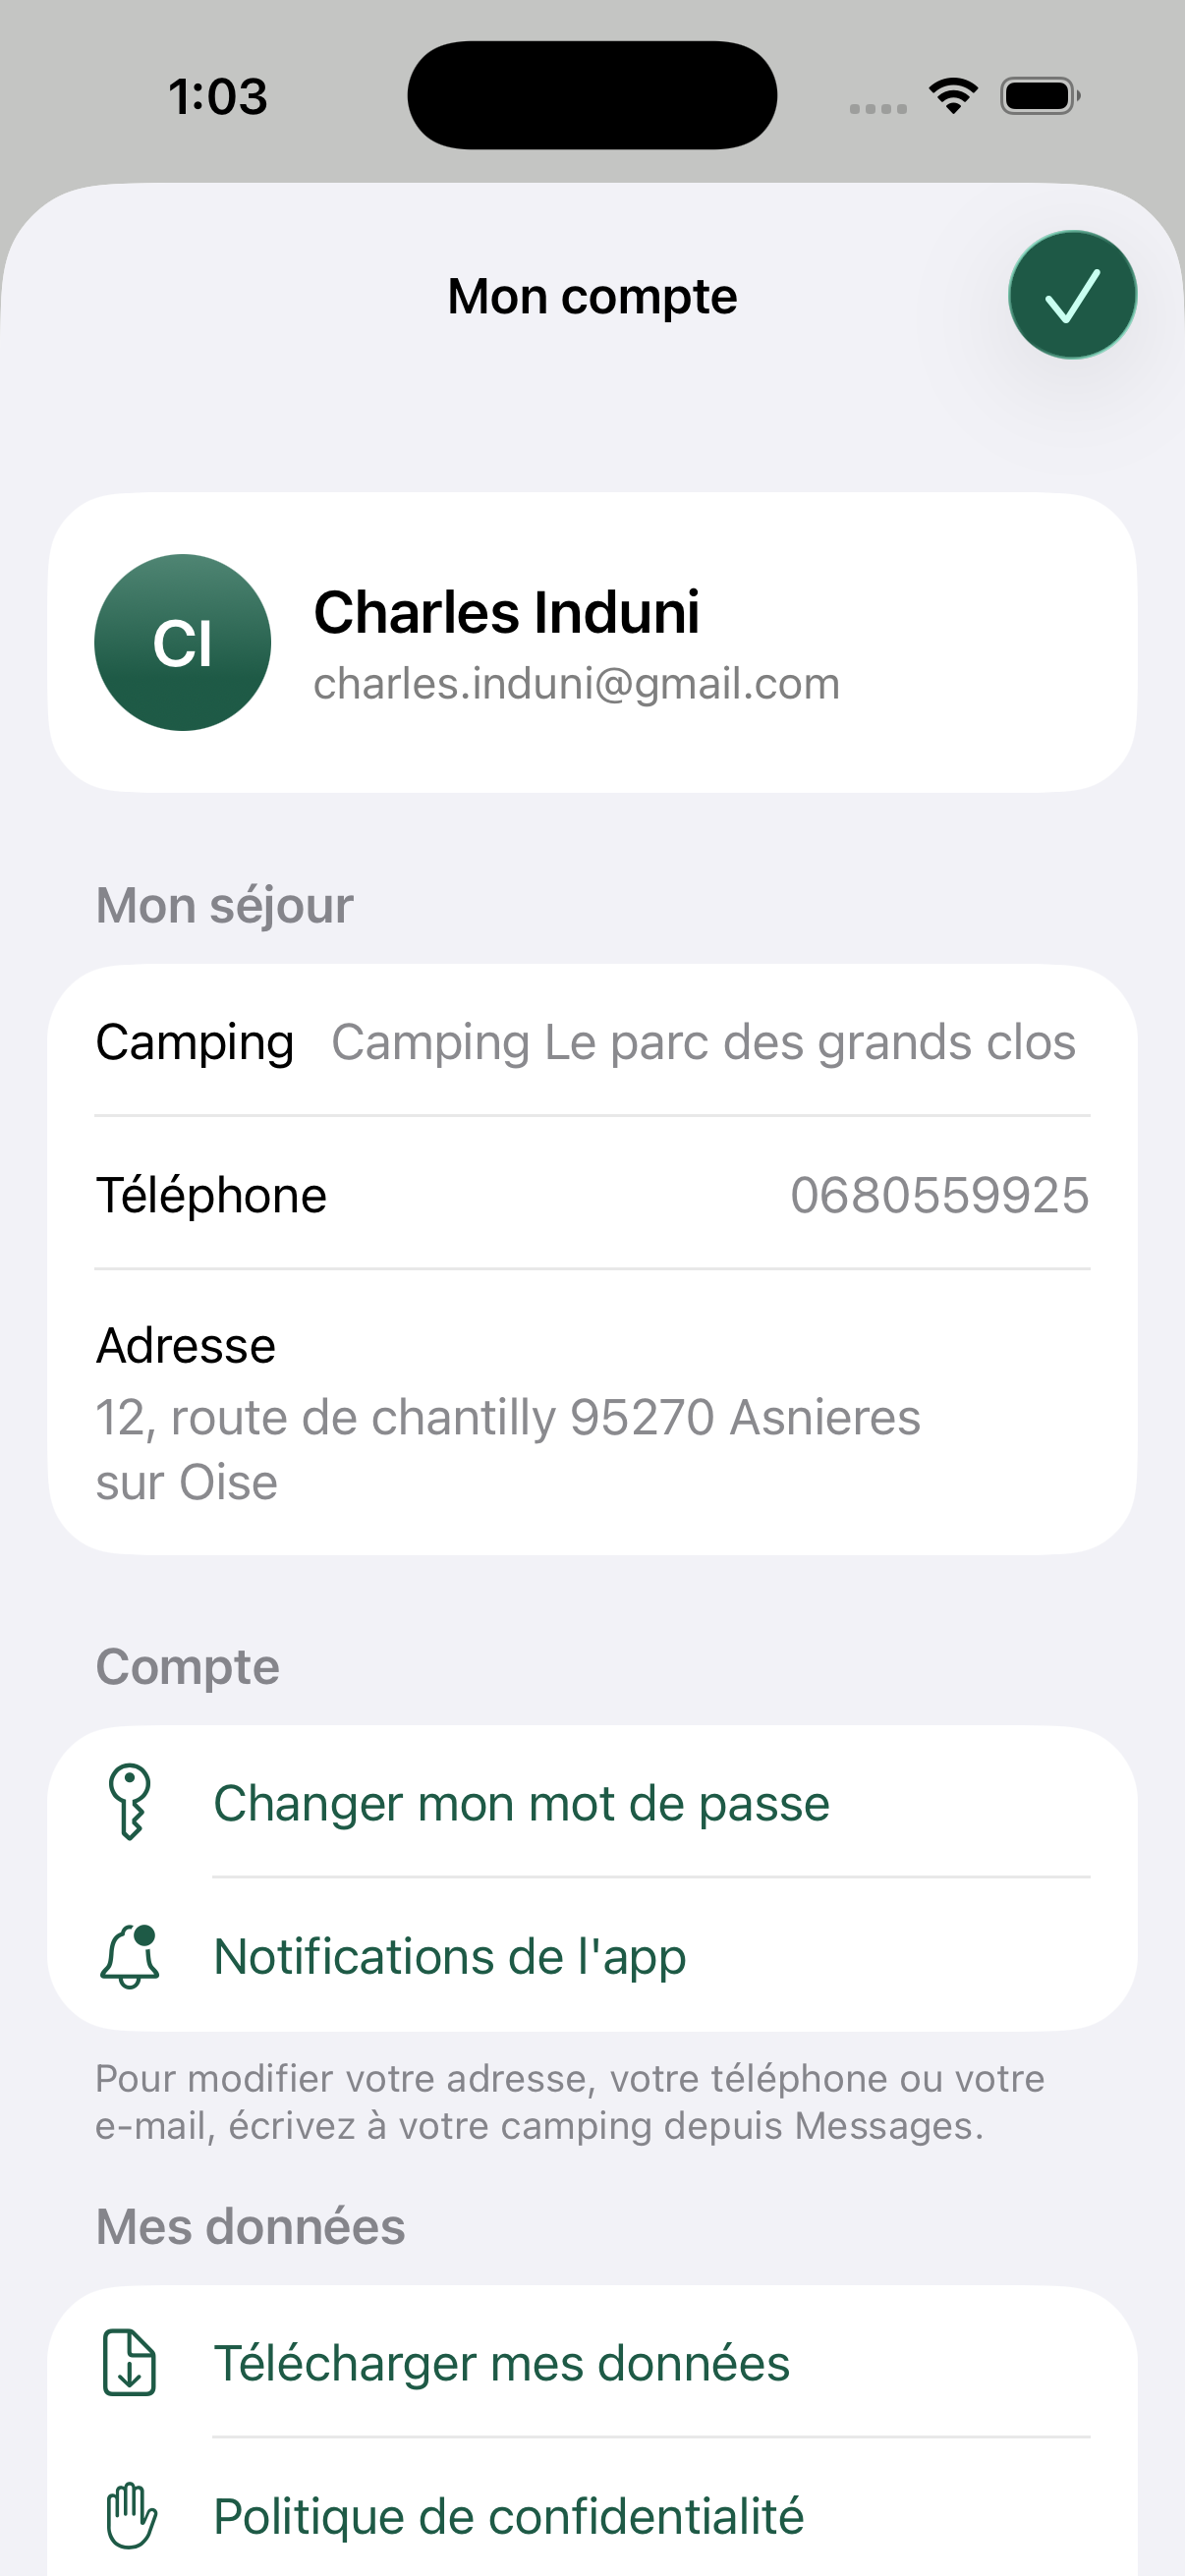 1:03
Mon compte
CI
Charles Induni
charles.induni@gmail.com
Mon séjour
Camping Camping Le parc des grands clos
Téléphone 0680559925
Adresse
12, route de chantilly 95270 Asnieres
sur Oise
Compte
Changer mon mot de passe
Notifications de l'app
Pour modifier votre adresse, votre téléphone ou votre
e-mail, écrivez à votre camping depuis Messages.
Mes données
Télécharger mes données
Politique de confidentialité